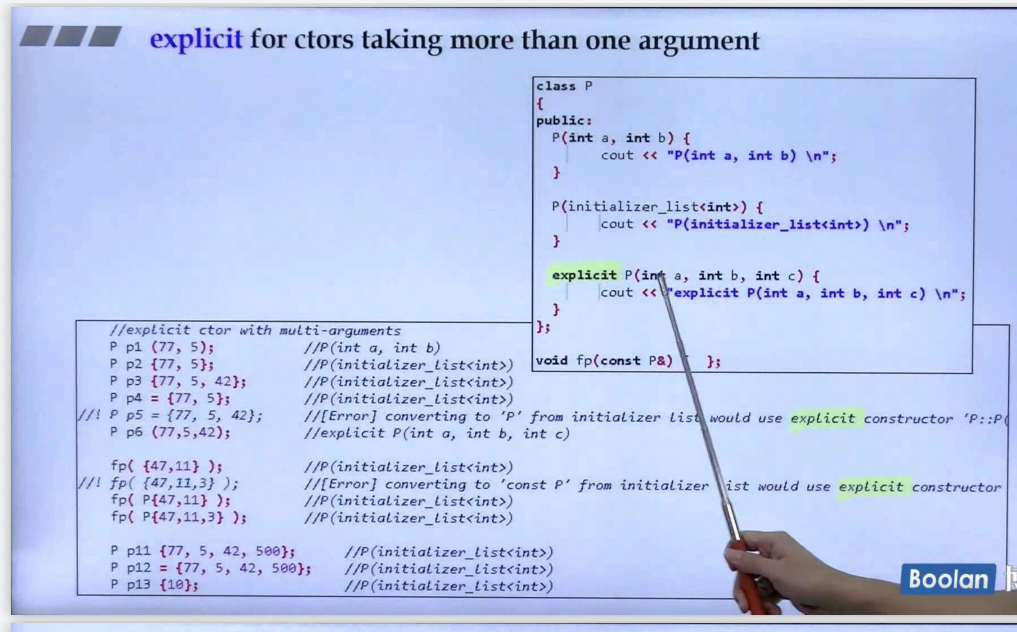 explicit for ctors taking more than one argument
class P
{
public:
P(int a, int b) {
cout << "P(int a, int b) \n";
}
P(initializer_list<int>) {
cout << "P(initializer_list<int>) \n";
}
explicit P(int a, int b, int c) {
cout << "explicit P(int a, int b, int c) \n";
}
};
void fp(const P&) { };
//explicit ctor with multi-arguments
P p1 (77, 5); //P(int a, int b)
P p2 {77, 5}; //P(initializer_list<int>)
P p3 {77, 5, 42}; //P(initializer_list<int>)
P p4 = {77, 5}; //P(initializer_list<int>)
//! P p5 = {77, 5, 42}; //[Error] converting to 'P' from initializer list would use explicit constructor 'P::P(
P p6 (77,5,42); //explicit P(int a, int b, int c)
fp( {47,11} ); //P(initializer_list<int>)
//! fp( {47,11,3} ); //[Error] converting to 'const P' from initializer list would use explicit constructor
fp( P{47,11} ); //P(initializer_list<int>)
fp( P{47,11,3} ); //P(initializer_list<int>)
P p11 {77, 5, 42, 500}; //P(initializer_list<int>)
P p12 = {77, 5, 42, 500}; //P(initializer_list<int>)
P p13 {10}; //P(initializer_list<int>)
Boolan